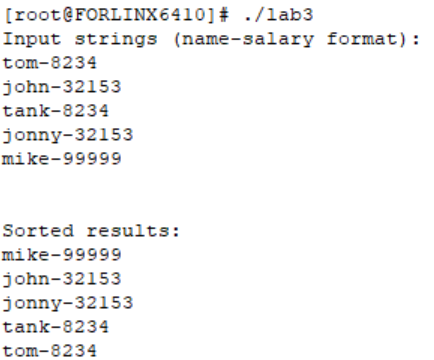 [root@FORLINX6410]# ./lab3
Input strings (name-salary format):
tom-8234
john-32153
tank-8234
jonny-32153
mike-99999
Sorted results:
mike-99999
john-32153
jonny-32153
tank-8234
tom-8234